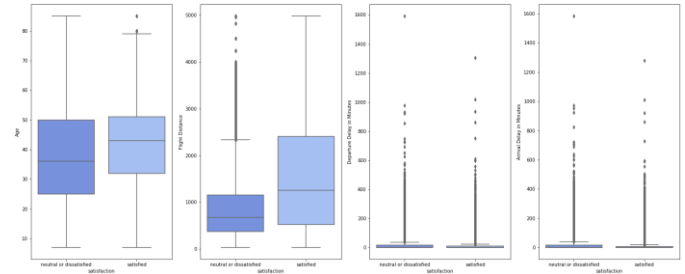 Age
80
70
60
50
40
30
20
10
neutral or dissatisfied
satisfied
satisfaction
Flight Distance
5000
4000
3000
2000
1000
0
neutral or dissatisfied
satisfied
satisfaction
Departure Delay in Minutes
1600
1400
1200
1000
800
600
400
200
0
neutral or dissatisfied
satisfied
satisfaction
Arrival Delay in Minutes
1600
1400
1200
1000
800
600
400
200
0
neutral or dissatisfied
satisfied
satisfaction